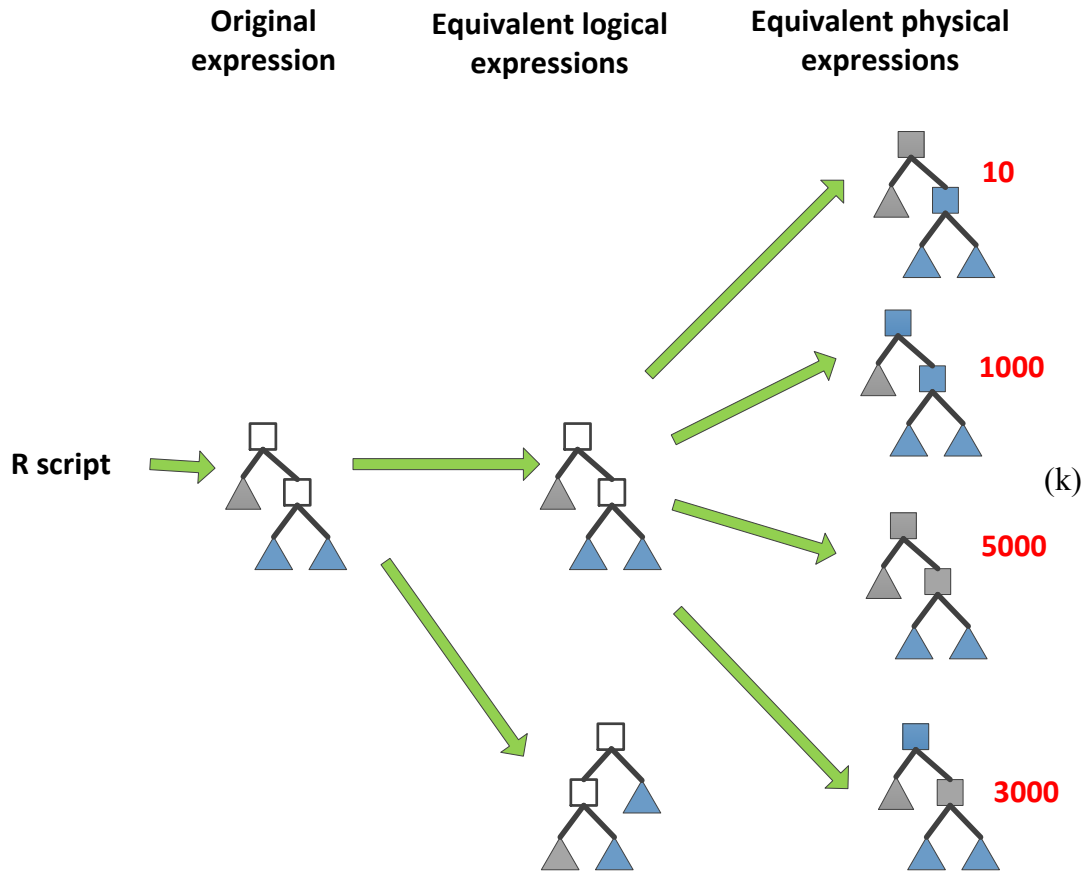 Original
expression
Equivalent logical
expressions
Equivalent physical
expressions
10
1000
R script
(k)
5000
3000